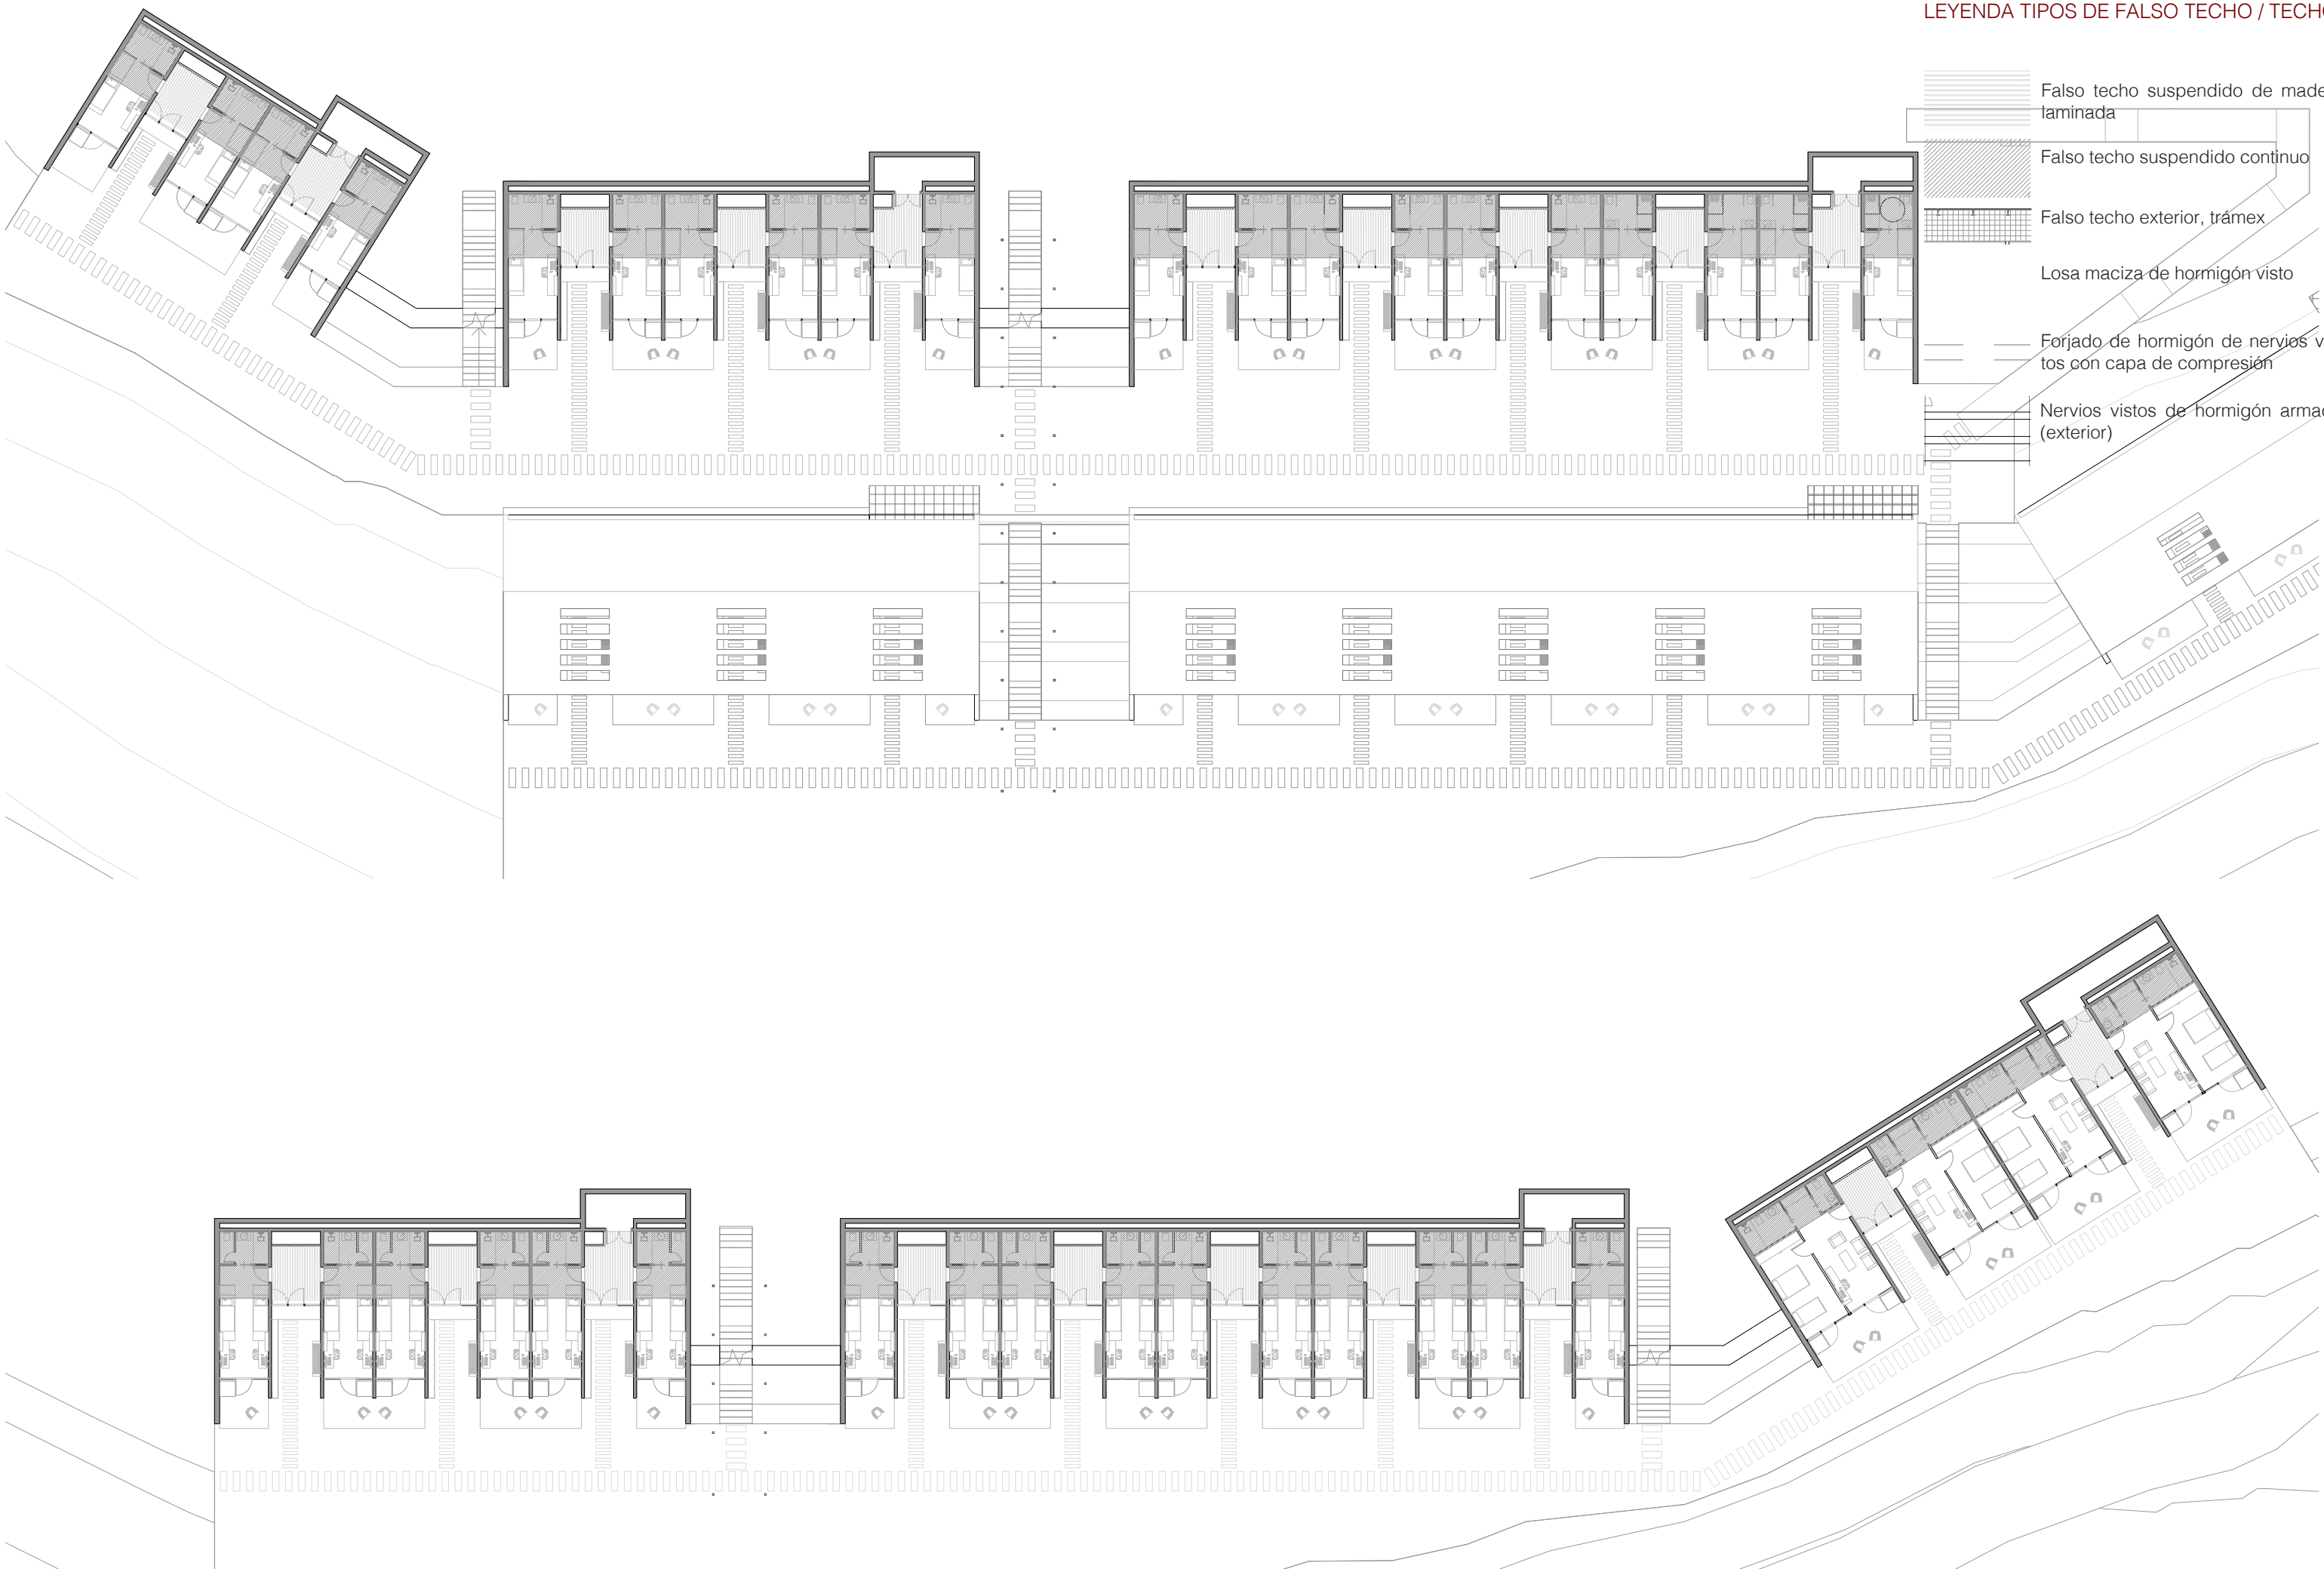 LEYENDA TIPOS DE FALSO TECHO / TECHO
Falso techo suspendido de made
laminada
Falso techo suspendido continuo
Falso techo exterior, trámex
Losa maciza de hormigón visto
Forjado de hormigón de nervios v
tos con capa de compresión
Nervios vistos de hormigón arma
(exterior)